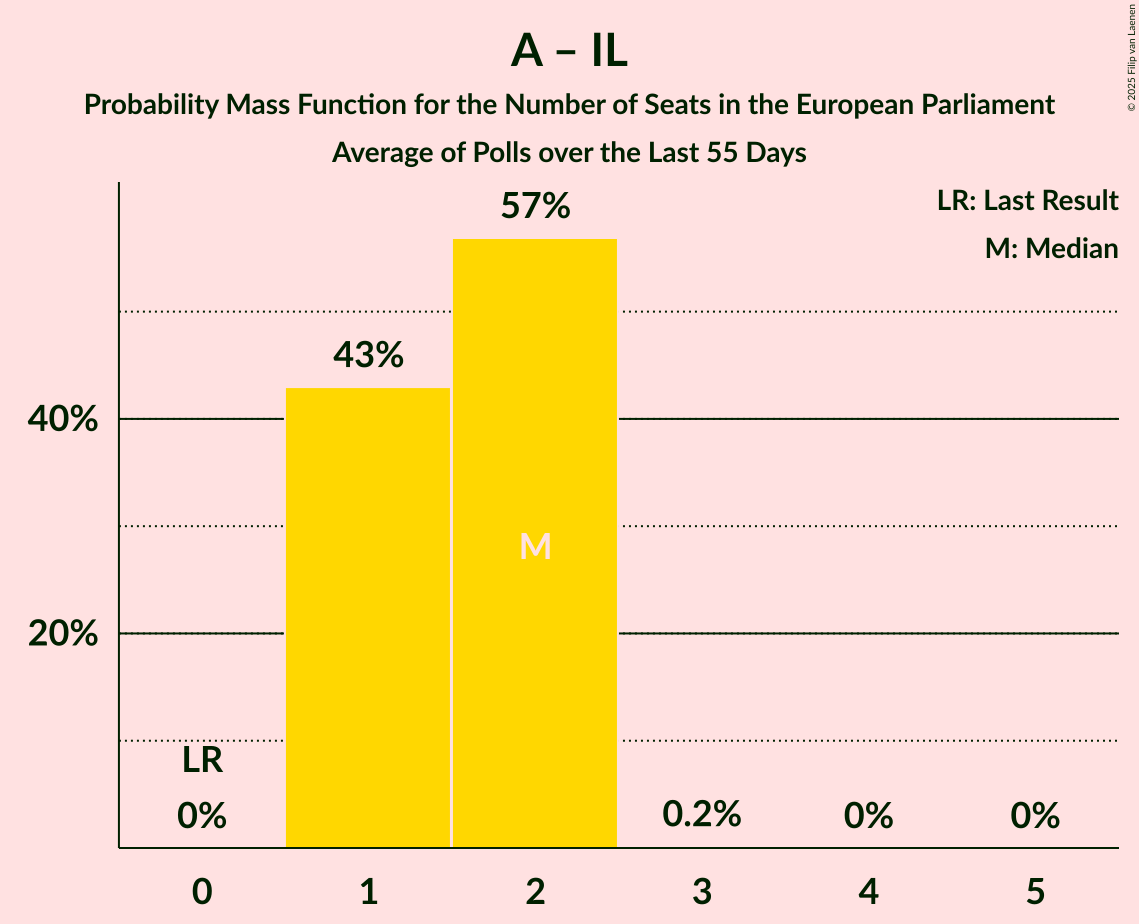 A – IL
Probability Mass Function for the Number of Seats in the European Parliament
Average of Polls over the Last 55 Days
© 2025 Filip van Laenen
LR: Last Result
M: Median
57%
43%
40%
M
20%
LR
0%
0.2%
0%
0%
0
1
2
3
4
5